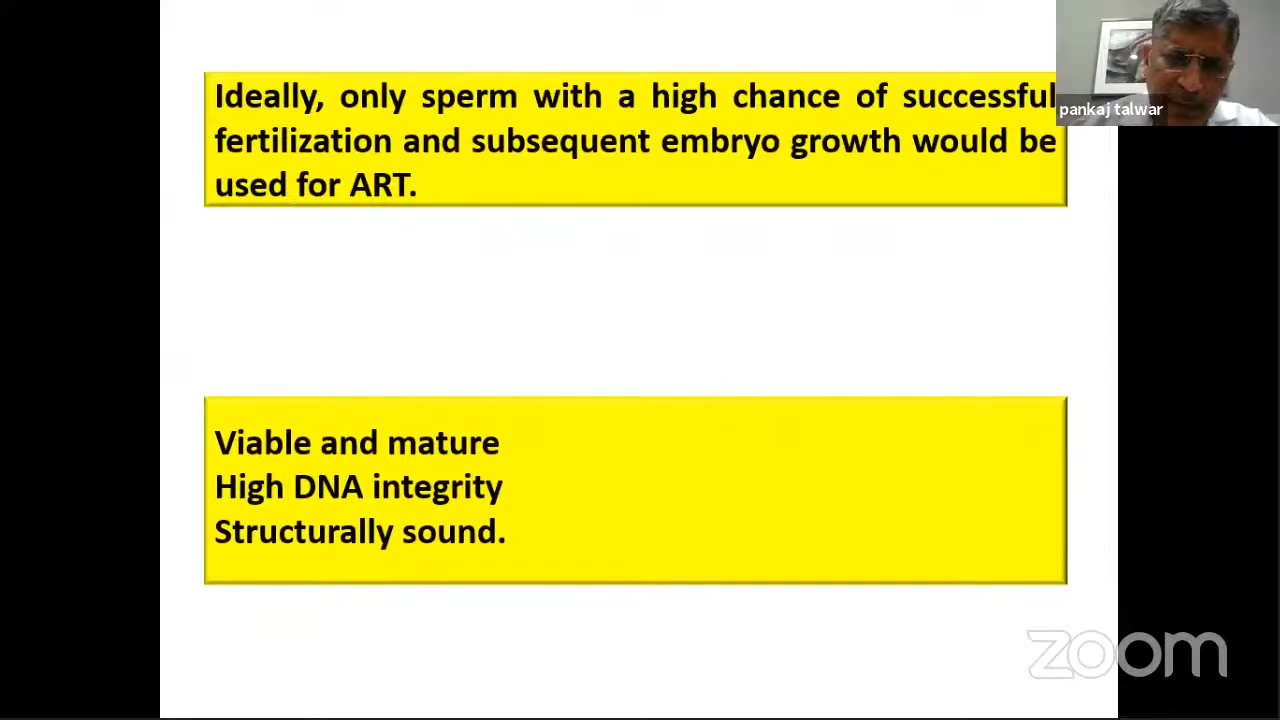 Ideally, only sperm with a high chance of successful
fertilization and subsequent embryo growth would be
used for ART.
pankaj talwar
Viable and mature
High DNA integrity
Structurally sound.
zoom